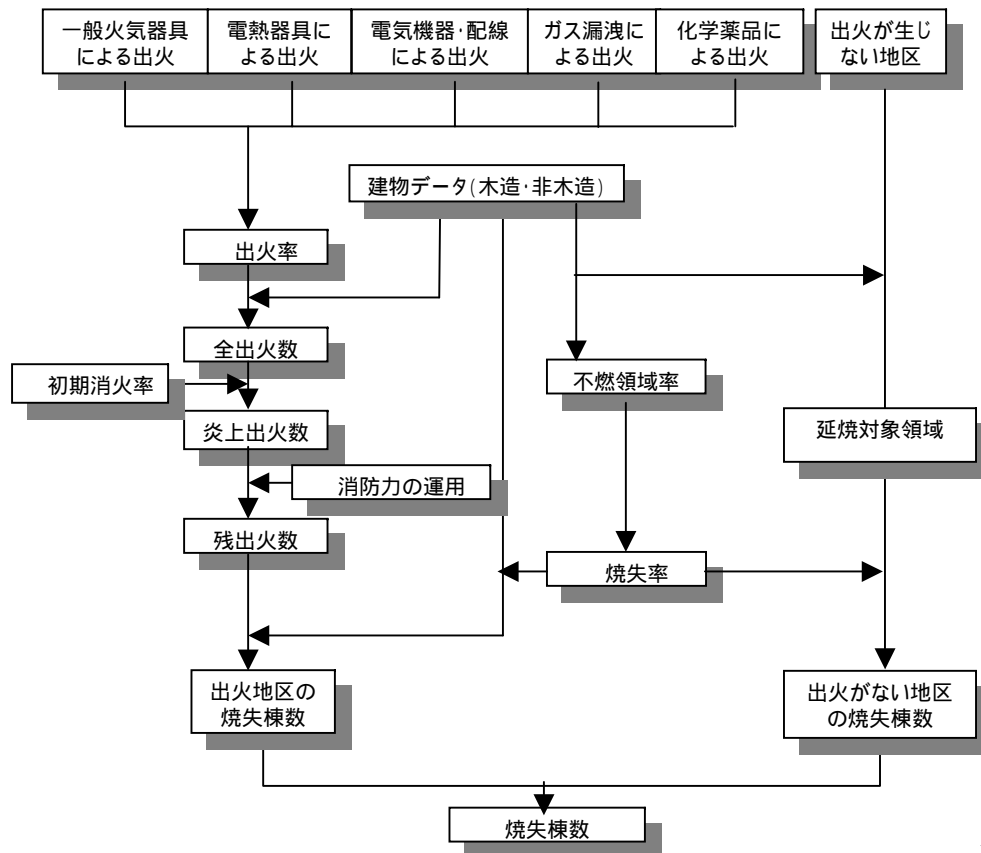 一般火気器具
による出火
電熱器具に
よる出火
電気機器・配線
による出火
ガス漏洩に
よる出火
化学薬品に
よる出火
出火が生じ
ない地区
建物データ(木造・非木造)
出火率
全出火数
初期消火率
不燃領域率
炎上出火数
延焼対象領域
消防力の運用
残出火数
焼失率
出火地区の
焼失棟数
出火がない地区
の焼失棟数
焼失棟数